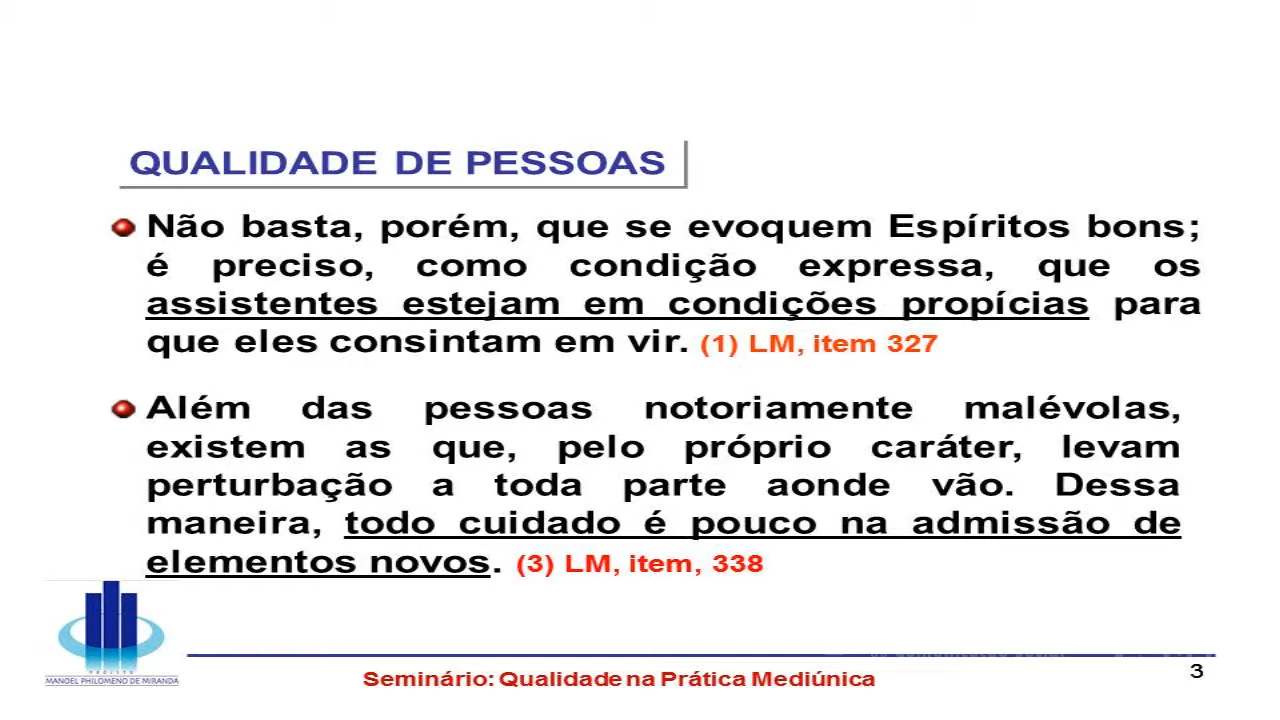 QUALIDADE DE PESSOAS
Não basta, porém, que se evoquem Espíritos bons;
é preciso, como condição expressa, que os
assistentes estejam em condições propícias para
que eles consintam em vir. (1) LM, item 327
Além das pessoas notoriamente malévolas,
existem as que, pelo próprio caráter, levam
perturbação a toda parte aonde vão. Dessa
maneira, todo cuidado é pouco na admissão de
elementos novos. (3) LM, item, 338
PROJETO
MANOEL PHILOMENO DE MIRANDA
Seminário: Qualidade na Prática Mediúnica
3